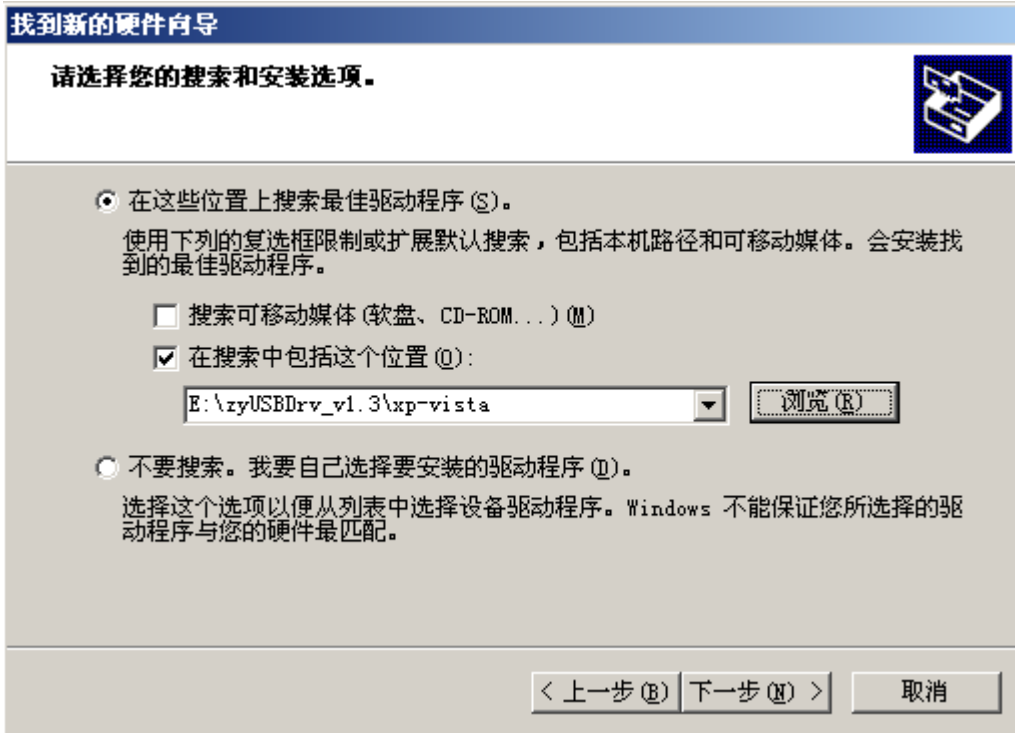 找到新的硬件向导
请选择您的搜索和安装选项。
在这些位置上搜索最佳驱动程序(S)。
使用下列的复选框限制或扩展默认搜索，包括本机路径和可移动媒体。会安装找
到的最佳驱动程序。
搜索可移动媒体(软盘、CD-ROM...)(M)
在搜索中包括这个位置(O):
E:\zyUSBDrv_v1.3\xp-vista
浏览(R)
不要搜索。我要自己选择要安装的驱动程序(D)。
选择这个选项以便从列表中选择设备驱动程序。Windows 不能保证您所选择的驱
动程序与您的硬件最匹配。
< 上一步(B) 下一步(N) > 取消